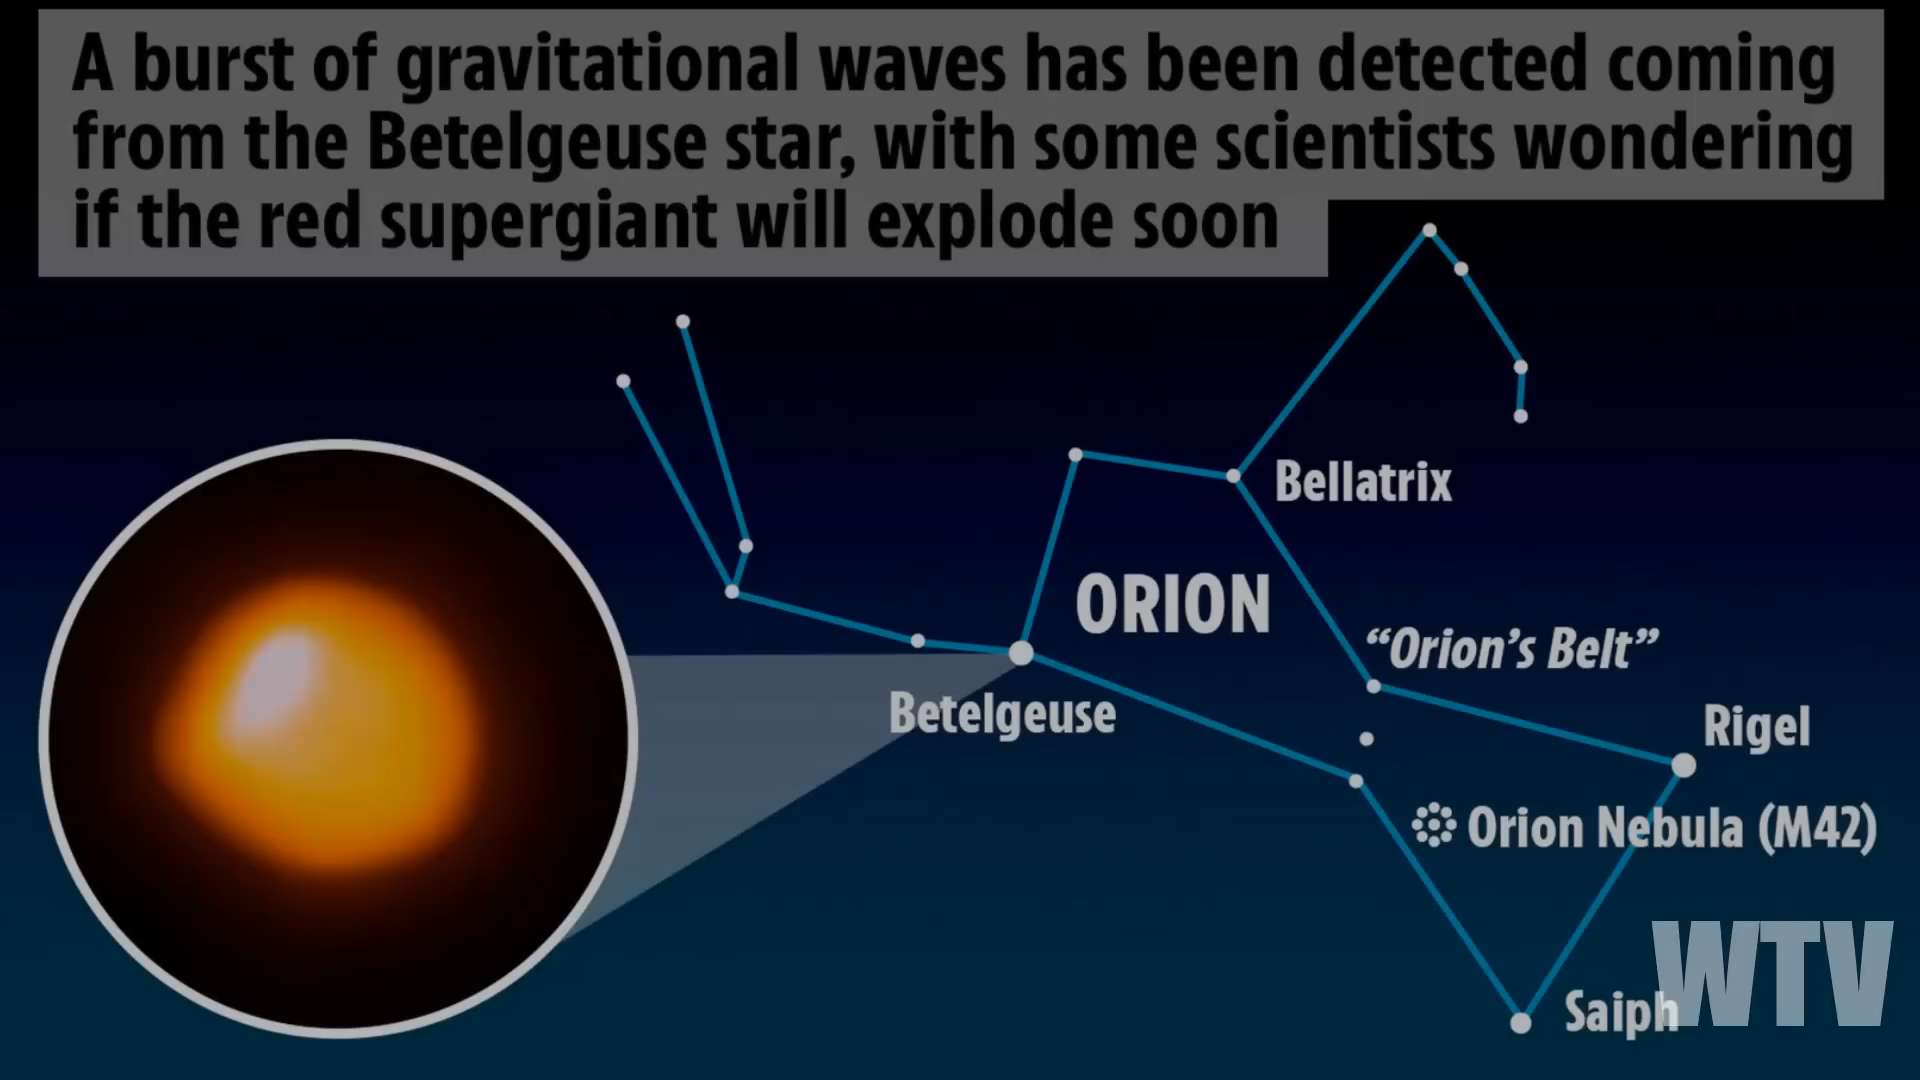 A burst of gravitational waves has been detected coming
from the Betelgeuse star, with some scientists wondering
if the red supergiant will explode soon
Bellatrix
ORION
“Orion's Belt”
Betelgeuse
Rigel
Orion Nebula (M42)
Saiph
WTV